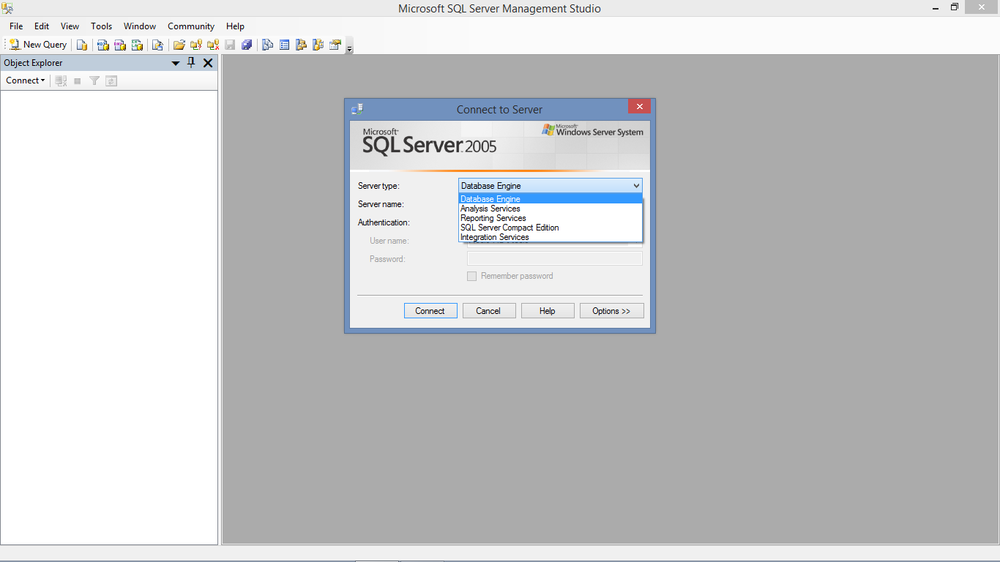 Microsoft SQL Server Management Studio
File Edit View Tools Window Community Help
New Query
Object Explorer
Connect
Connect to Server
Microsoft
SQL Server 2005
Microsoft
Windows Server System
Server type: Database Engine
Database Engine
Server name:
Analysis Services
Reporting Services
Authentication:
SQL Server Compact Edition
Integration Services
User name:
Password:
Remember password
Connect Cancel Help Options >>